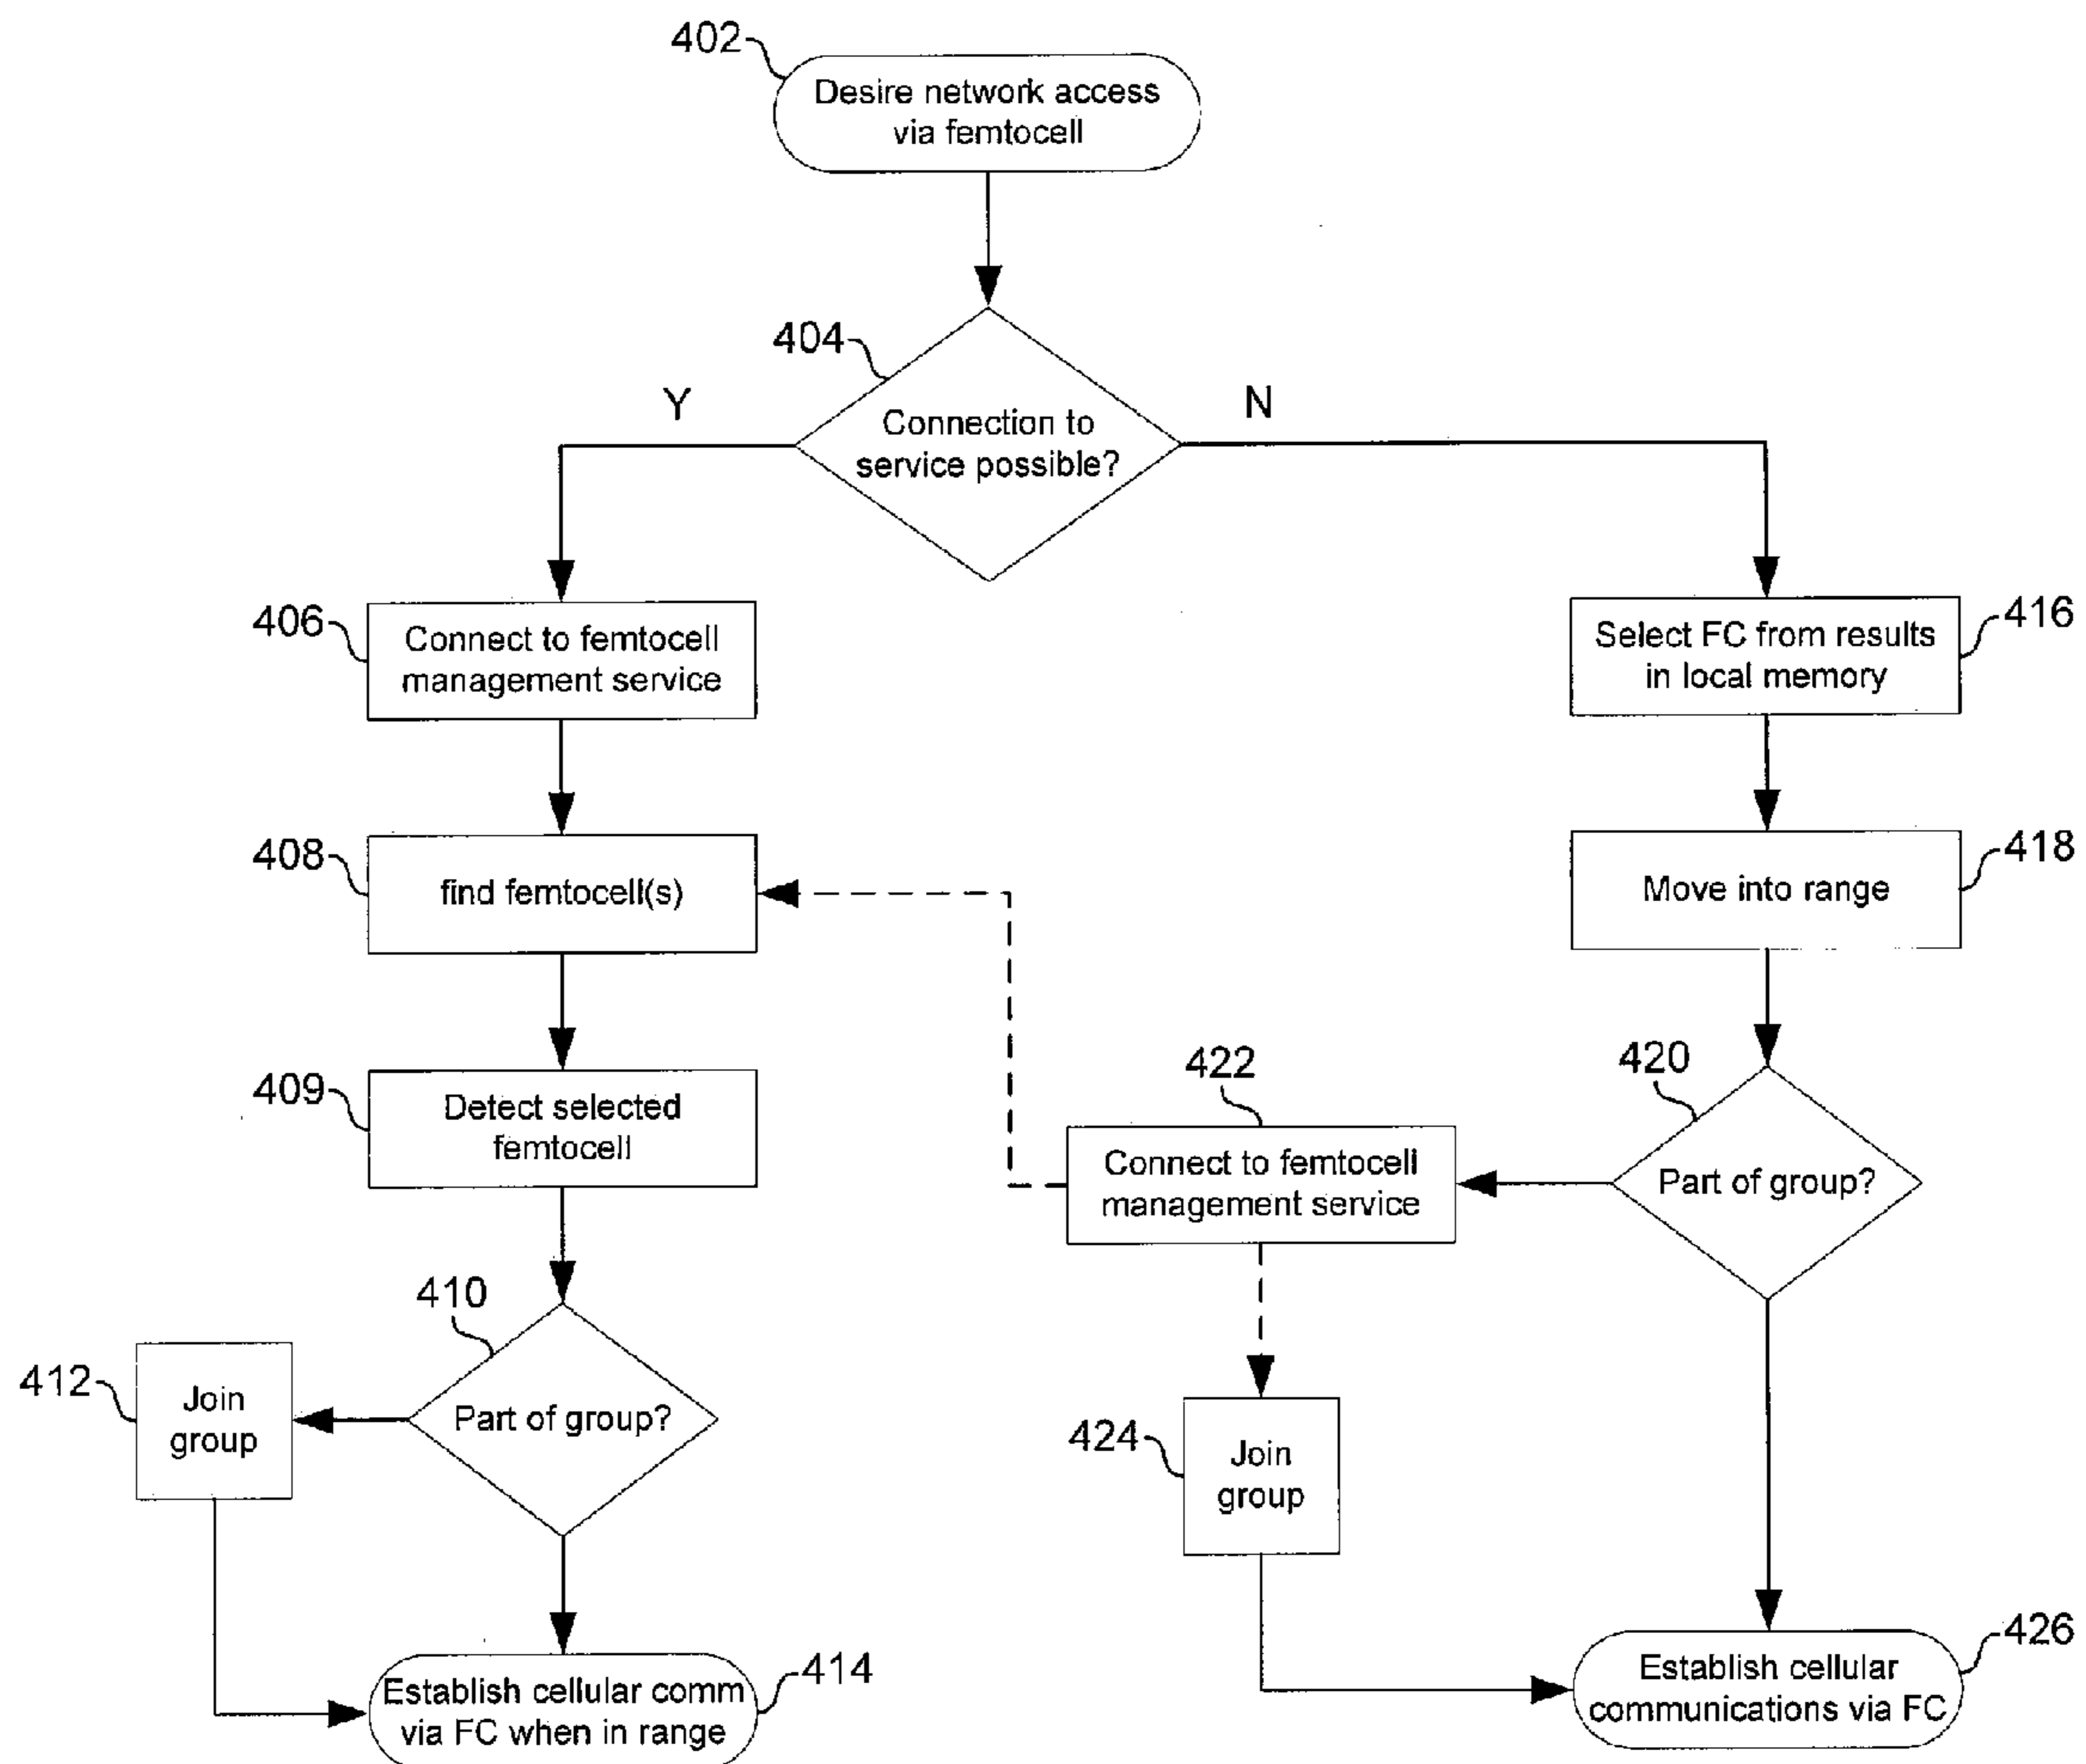 402
Desire network access
via femtocell
404
Y
N
Connection to
service possible?
406
Connect to femtocell
management service
416
Select FC from results
in local memory
408
find femtocell(s)
418
Move into range
409
Detect selected
femtocell
422
Connect to femtocell
management service
420
Part of group?
410
Part of group?
412
Join
group
424
Join
group
414
Establish cellular comm
via FC when in range
426
Establish cellular
communications via FC